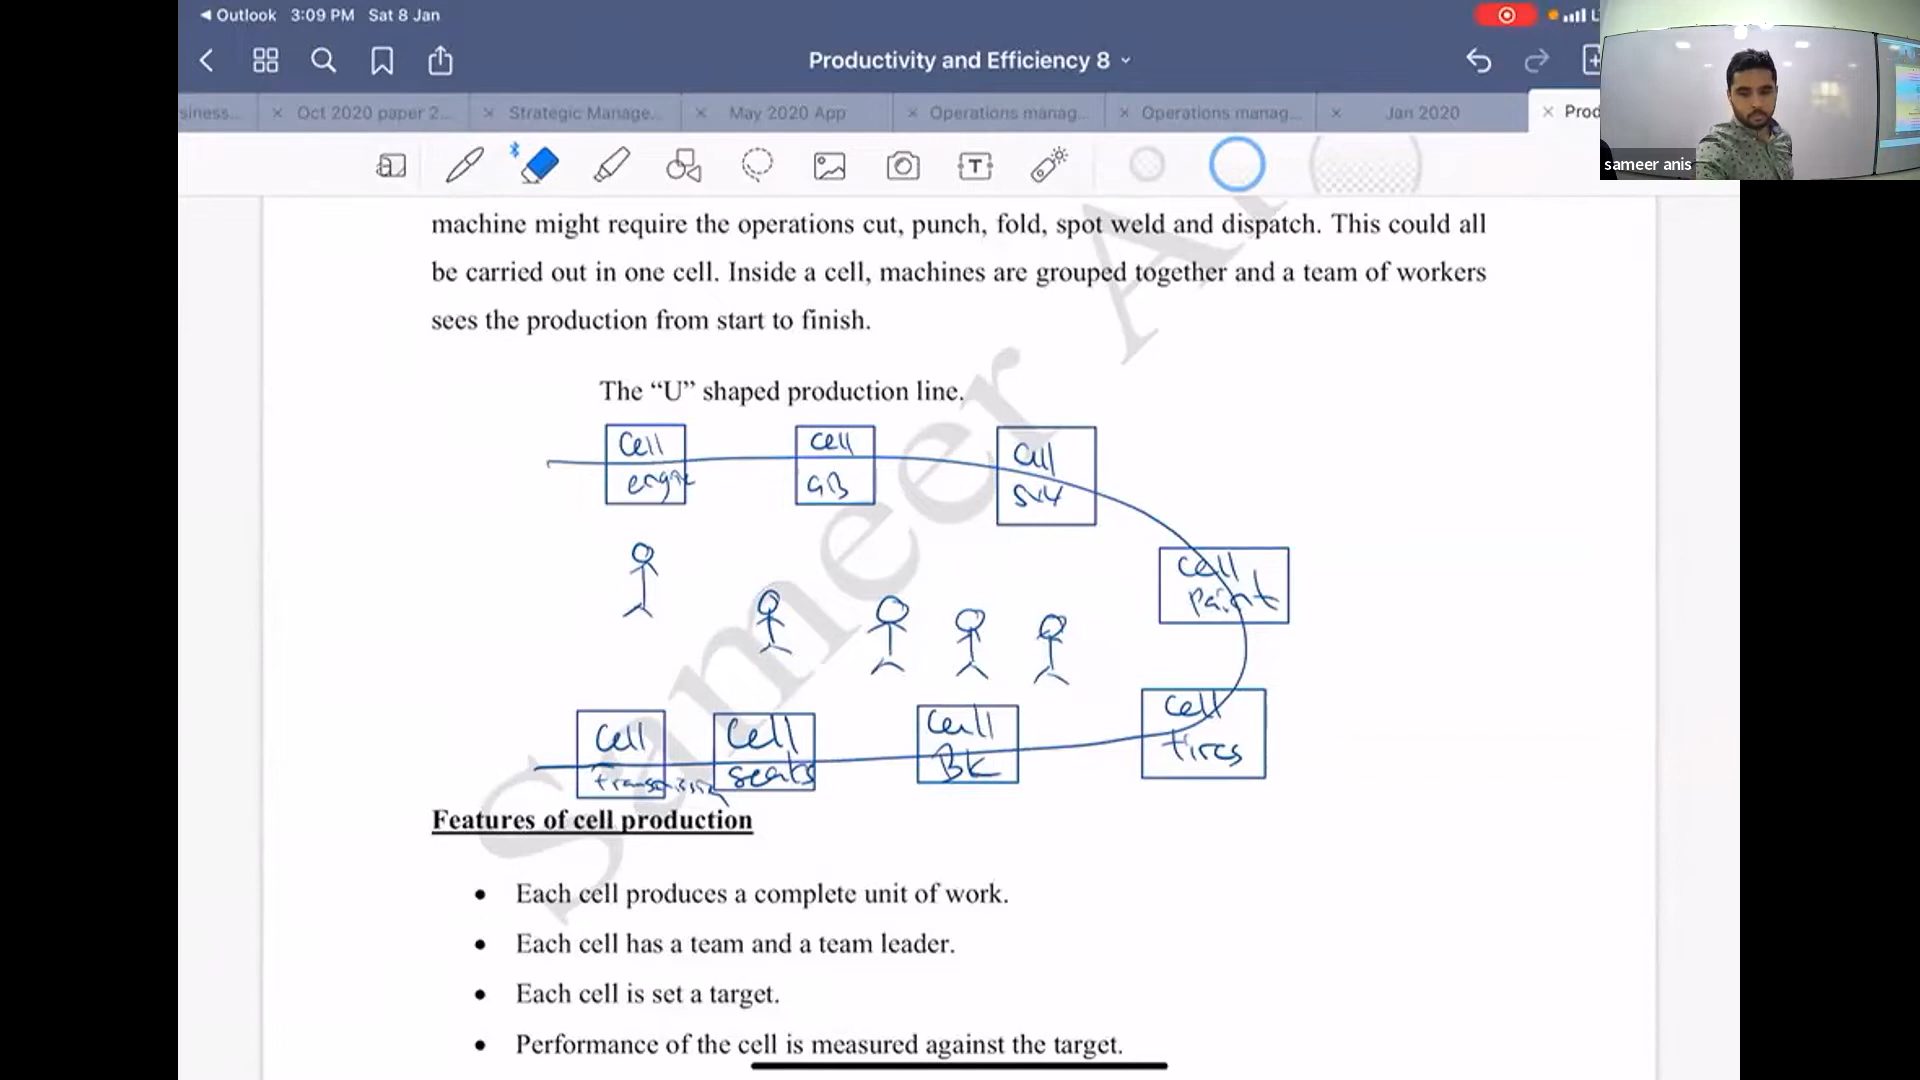 Outlook 3:09 PM Sat 8 Jan
Productivity and Efficiency 8
siness...
Oct 2020 paper 2...
Strategic Manage...
May 2020 App
Operations manag...
Operations manag...
Jan 2020
Proc
sameer anis
machine might require the operations cut, punch, fold, spot weld and dispatch. This could all
be carried out in one cell. Inside a cell, machines are grouped together and a team of workers
sees the production from start to finish.
The “U” shaped production line.
Cell
cell
GB
Cell
Cell
paint
Cell
tires
Cell
BK
Cell
seats
Cell
Sameer A
Features of cell production
• Each cell produces a complete unit of work.
• Each cell has a team and a team leader.
• Each cell is set a target.
• Performance of the cell is measured against the target.